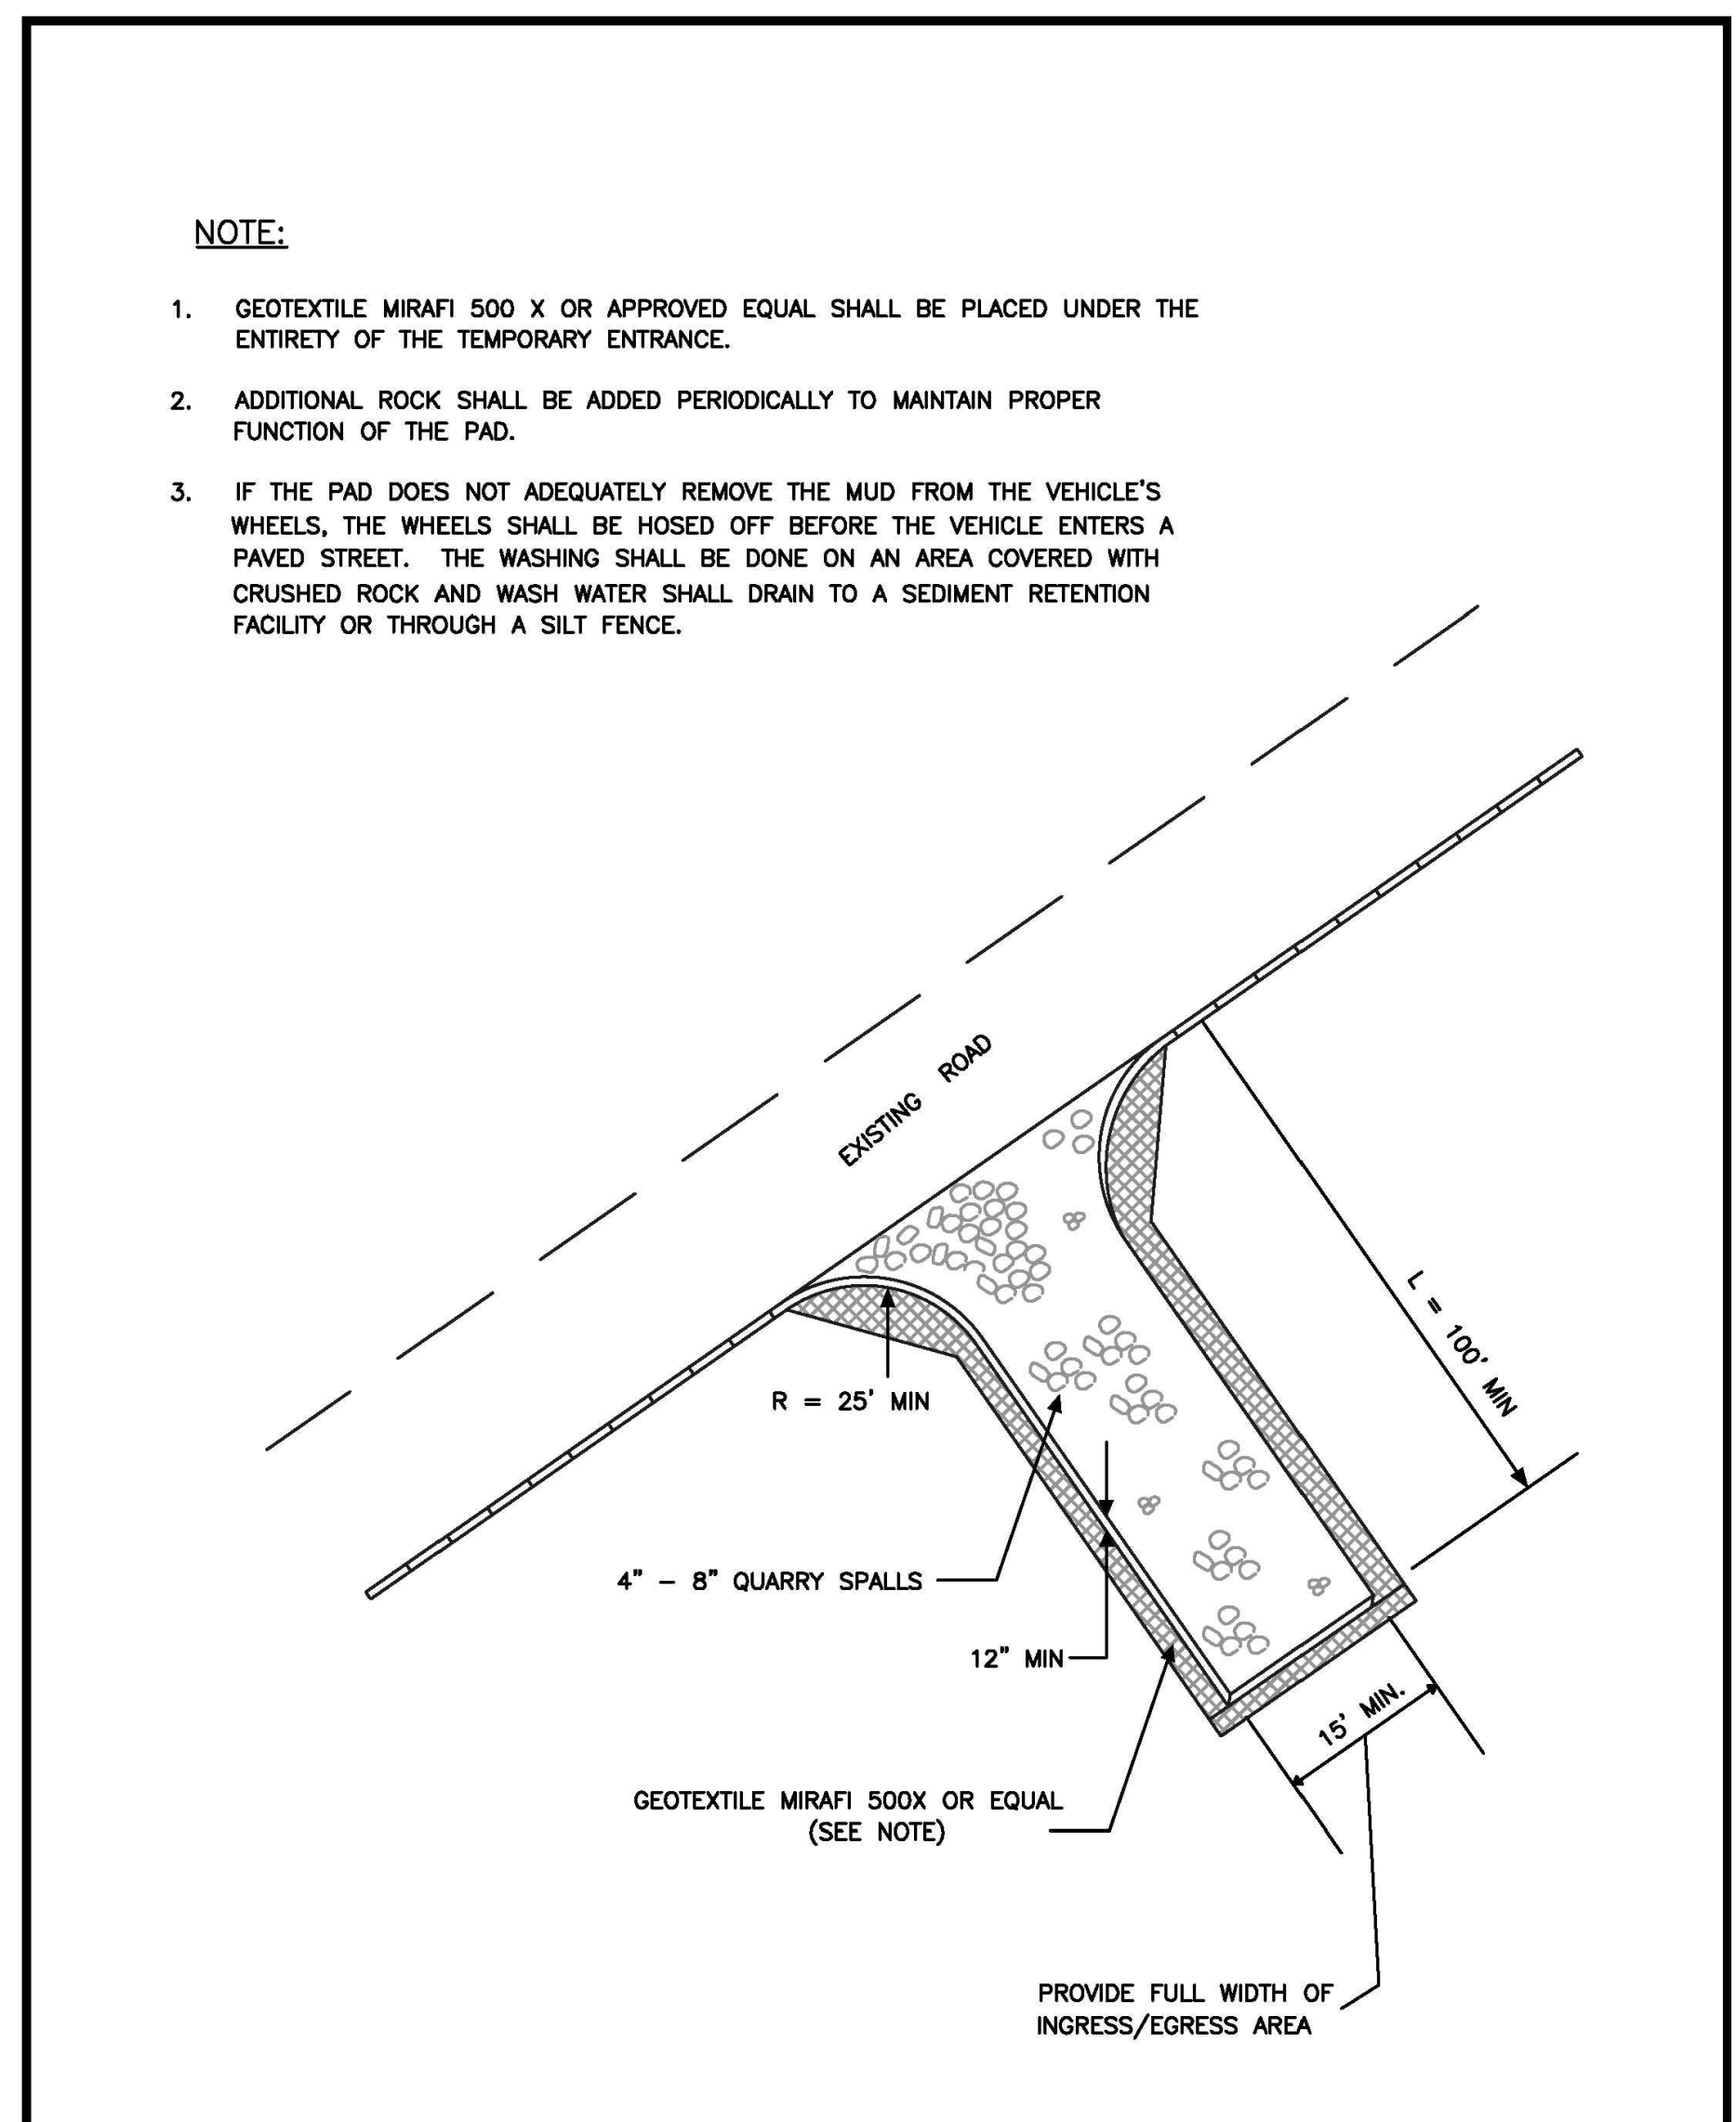 NOTE:
1. GEOTEXTILE MIRAFI 500 X OR APPROVED EQUAL SHALL BE PLACED UNDER THE
ENTIRETY OF THE TEMPORARY ENTRANCE.
2. ADDITIONAL ROCK SHALL BE ADDED PERIODICALLY TO MAINTAIN PROPER
FUNCTION OF THE PAD.
3. IF THE PAD DOES NOT ADEQUATELY REMOVE THE MUD FROM THE VEHICLE'S
WHEELS, THE WHEELS SHALL BE HOSED OFF BEFORE THE VEHICLE ENTERS A
PAVED STREET. THE WASHING SHALL BE DONE ON AN AREA COVERED WITH
CRUSHED ROCK AND WASH WATER SHALL DRAIN TO A SEDIMENT RETENTION
FACILITY OR THROUGH A SILT FENCE.
EXISTING ROAD
L = 100' MIN
R = 25' MIN
4" – 8" QUARRY SPALLS
12" MIN
15' MIN.
GEOTEXTILE MIRAFI 500X OR EQUAL
(SEE NOTE)
PROVIDE FULL WIDTH OF
INGRESS/EGRESS AREA